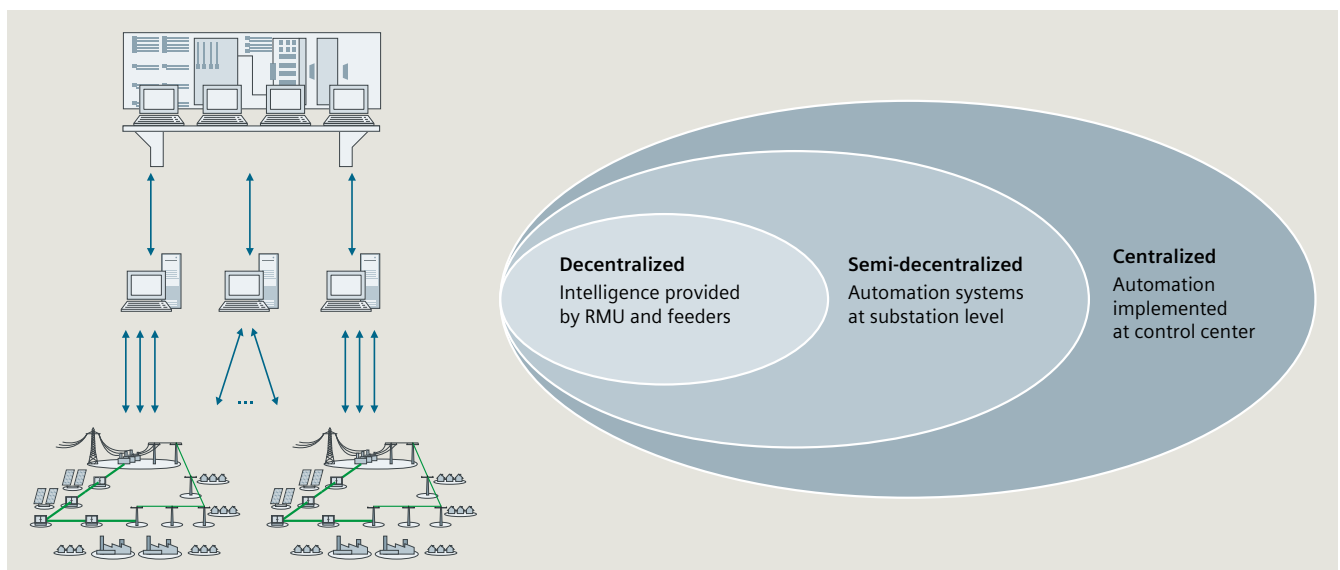 ...
Decentralized
Intelligence provided
by RMU and feeders
Semi-decentralized
Automation systems
at substation level
Centralized
Automation
implemented
at control center